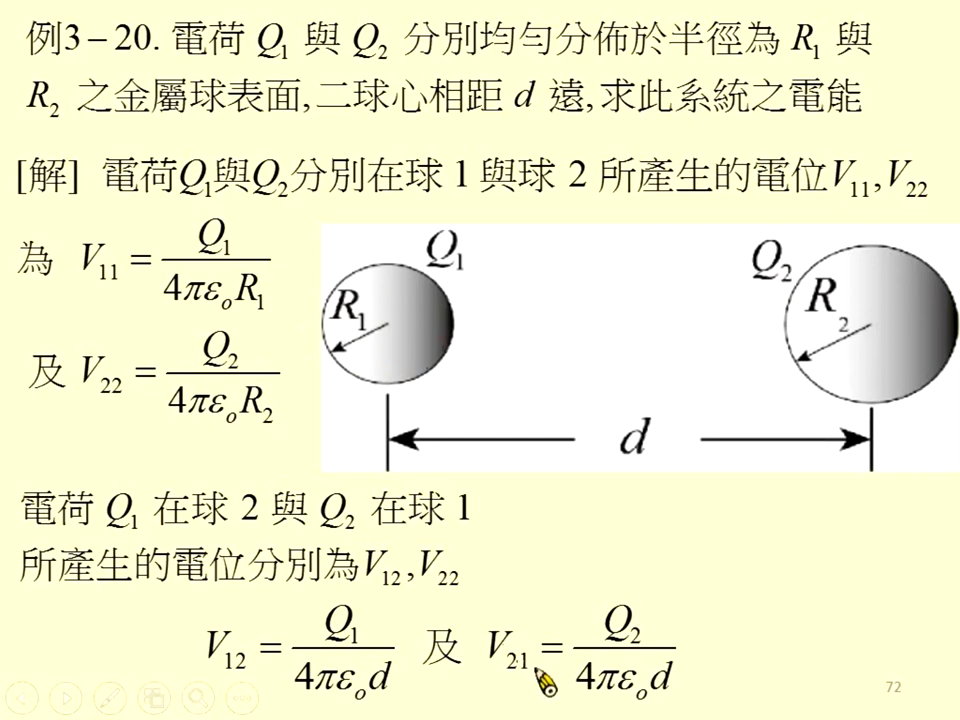 例3－20. 電荷 Q₁ 與 Q₂ 分別均勻分佈於半徑為 R₁ 與
R₂ 之金屬球表面,二球心相距 d 遠,求此系統之電能
[解] 電荷Q₁與Q₂分別在球 1 與球 2 所產生的電位V₁₁,V₂₂
為 V₁₁ = Q₁ / 4πεₒR₁
及 V₂₂ = Q₂ / 4πεₒR₂
Q₁
R₁
Q₂
R₂
d
電荷 Q₁ 在球 2 與 Q₂ 在球 1
所產生的電位分別為V₁₂,V₂₂
V₁₂ = Q₁ / 4πεₒd 及 V₂₁ = Q₂ / 4πεₒd
72